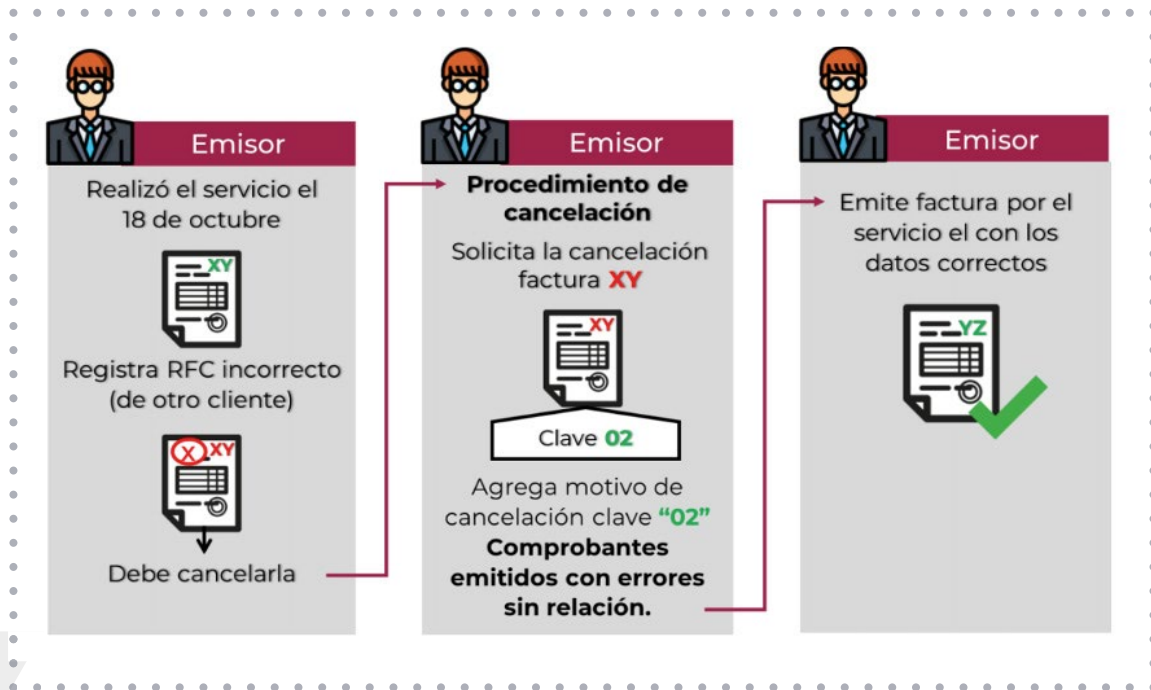 Emisor
Realizó el servicio el
18 de octubre
XY
Registra RFC incorrecto
(de otro cliente)
X XY
Debe cancelarla
Emisor
Procedimiento de
cancelación
Solicita la cancelación
factura XY
XY
Clave 02
Agrega motivo de
cancelación clave “02”
Comprobantes
emitidos con errores
sin relación.
Emisor
Emite factura por el
servicio el con los
datos correctos
YZ